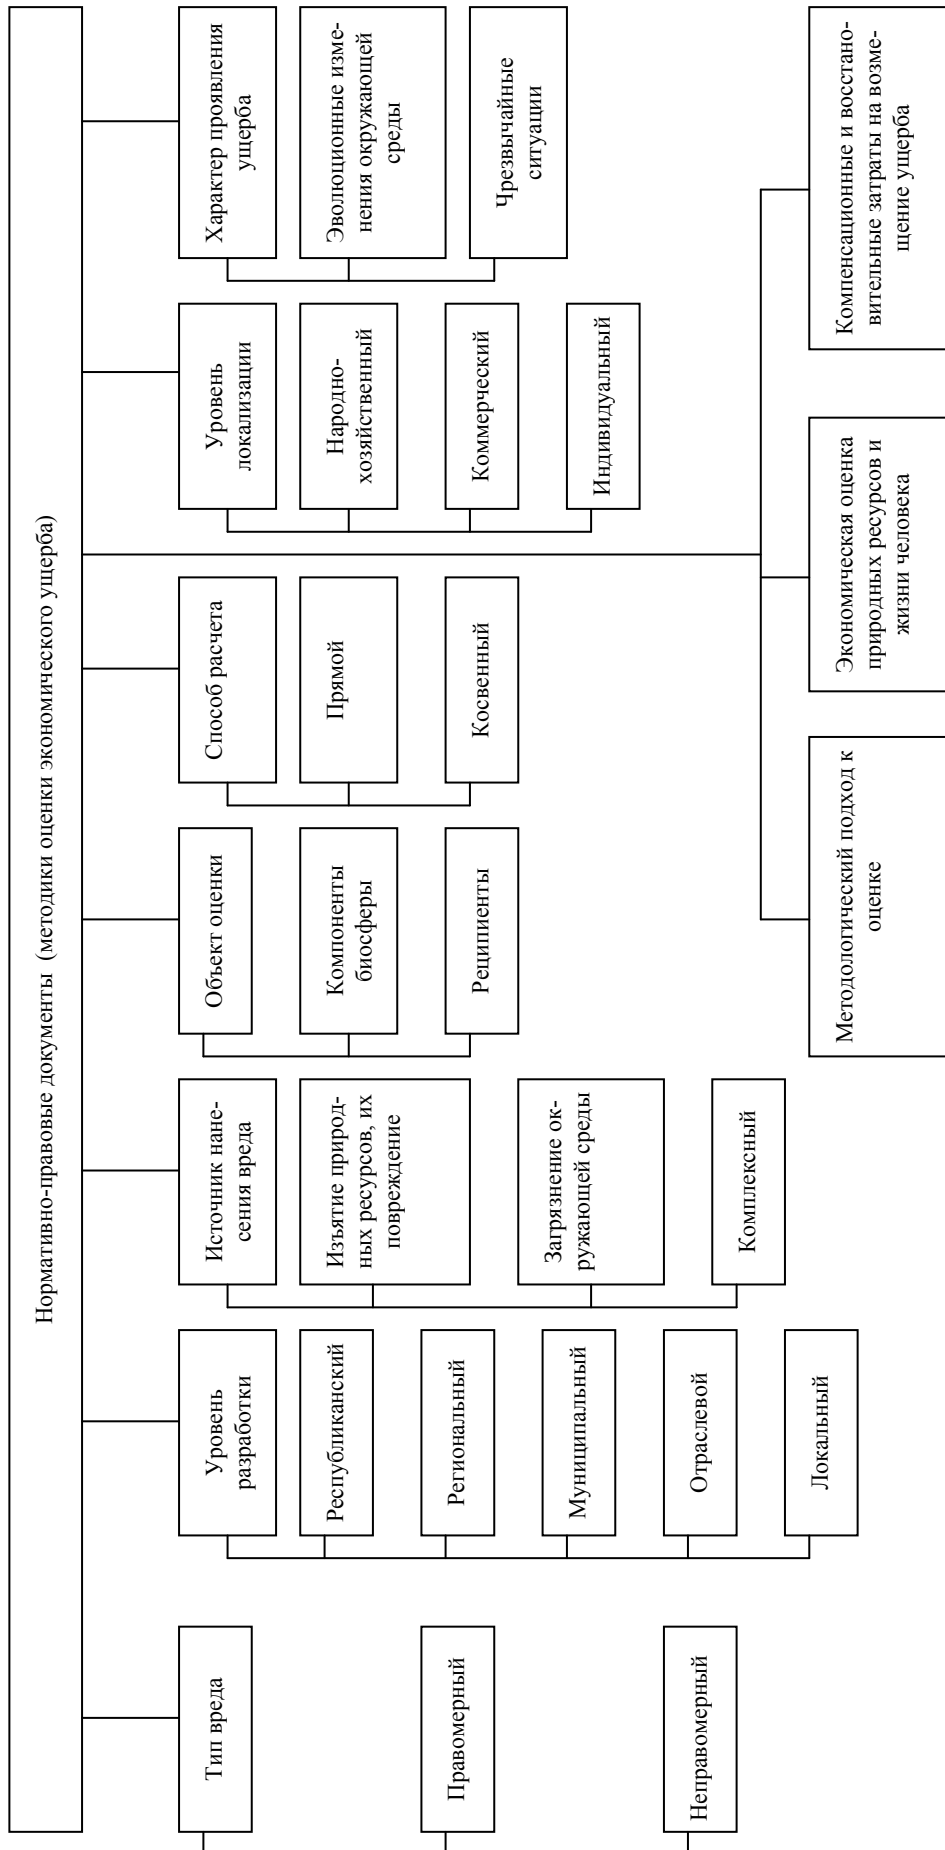 Нормативно-правовые документы (методики оценки экономического ущерба)
Тип вреда
Правомерный
Неправомерный
Уровень
разработки
Республиканский
Региональный
Муниципальный
Отраслевой
Локальный
Источник нане-
сения вреда
Изъятие природ-
ных ресурсов, их
повреждение
Загрязнение ок-
ружающей среды
Комплексный
Объект оценки
Компоненты
биосферы
Реципиенты
Способ расчета
Прямой
Косвенный
Уровень
локализации
Народно-
хозяйственный
Коммерческий
Индивидуальный
Характер проявления
ущерба
Эволюционные изме-
нения окружающей
среды
Чрезвычайные
ситуации
Методологический подход к
оценке
Экономическая оценка
природных ресурсов и
жизни человека
Компенсационные и восстано-
вительные затраты на возме-
щение ущерба